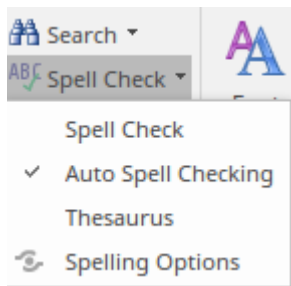 Search
ABC Spell Check
Spell Check
Auto Spell Checking
Thesaurus
Spelling Options